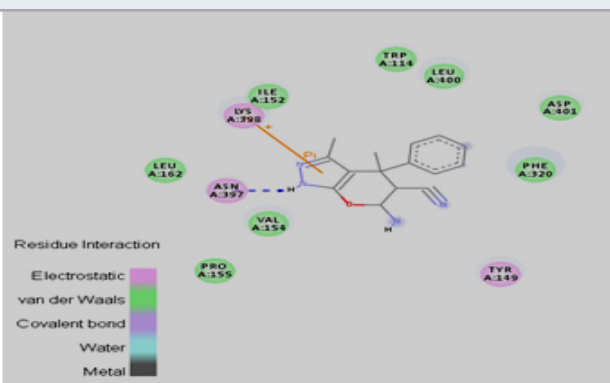 TRP
A:114
LEU
A:400
ILE
A:152
LYS
A:398
+
ASP
A:401
Pi
LEU
A:162
PHE
A:320
ASN
A:397
H
N
O
N
N
H
VAL
A:154
PRO
A:155
TYR
A:149
Residue Interaction
Electrostatic
van der Waals
Covalent bond
Water
Metal